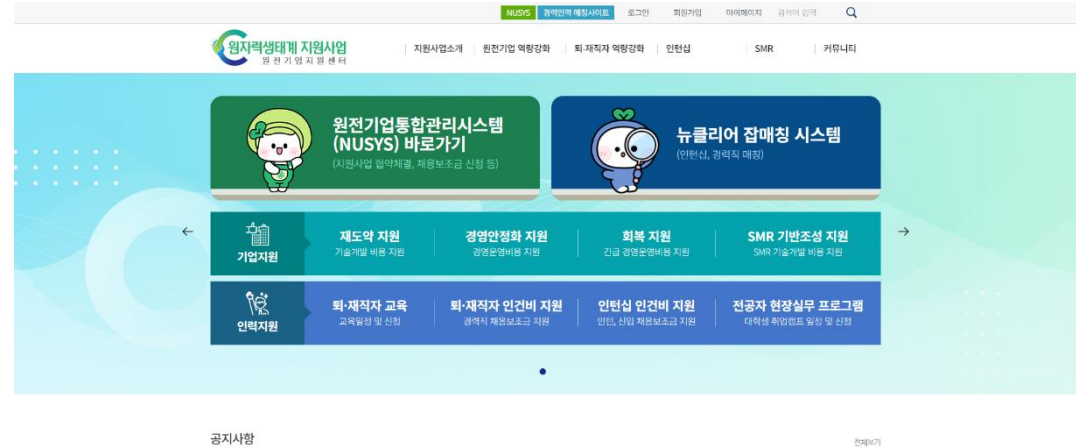 NUSYS 경력인력 매칭사이트 로그인 회원가입 마이페이지 검색어 입력
원자력생태계 지원사업
원전기업지원센터
지원사업소개 원전기업 역량강화 퇴·재직자 역량강화 인턴십 SMR 커뮤니티
원전기업통합관리시스템
(NUSYS) 바로가기
(지원사업 협약체결, 채용보조금 신청 등)
뉴클리어 잡매칭 시스템
(인턴십, 경력직 매칭)
기업지원
재도약 지원
기술개발 비용 지원
경영안정화 지원
경영운영비용 지원
회복 지원
긴급 경영운영비용 지원
SMR 기반조성 지원
SMR 기술개발 비용 지원
인력지원
퇴·재직자 교육
교육일정 및 신청
퇴·재직자 인건비 지원
경력직 채용보조금 지원
인턴십 인건비 지원
인턴, 신입 채용보조금 지원
전공자 현장실무 프로그램
대학생 취업캠프 일정 및 신청
공지사항 전체보기